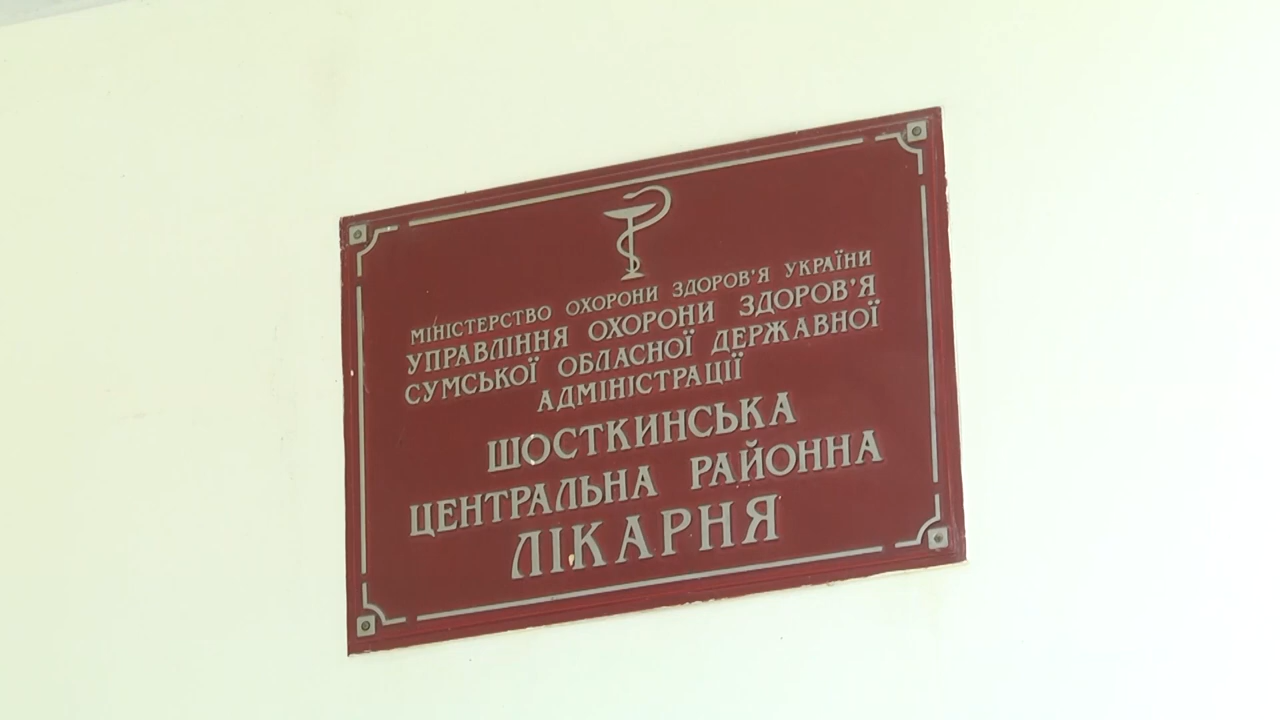 МІНІСТЕРСТВО ОХОРОНИ ЗДОРОВ'Я УКРАЇНИ
УПРАВЛІННЯ ОХОРОНИ ЗДОРОВ'Я
СУМСЬКОЇ ОБЛАСНОЇ ДЕРЖАВНОЇ
АДМІНІСТРАЦІЇ
ШОСТКИНСЬКА
ЦЕНТРАЛЬНА РАЙОННА
ЛІКАРНЯ